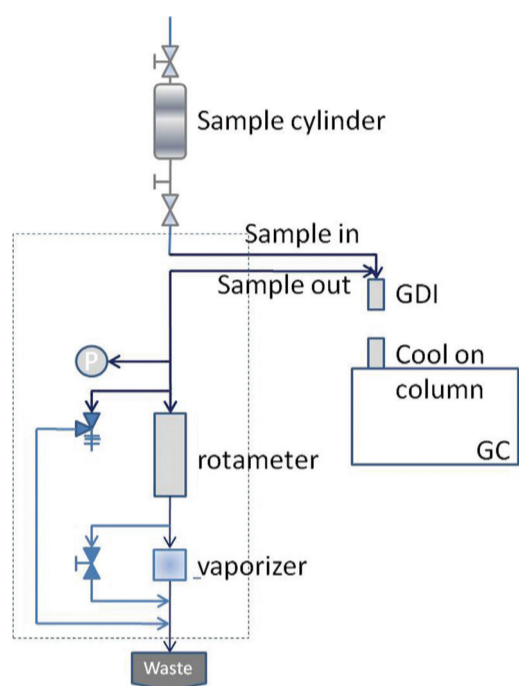 Sample cylinder
Sample in
Sample out
GDI
P
Cool on
column
GC
rotameter
vaporizer
Waste